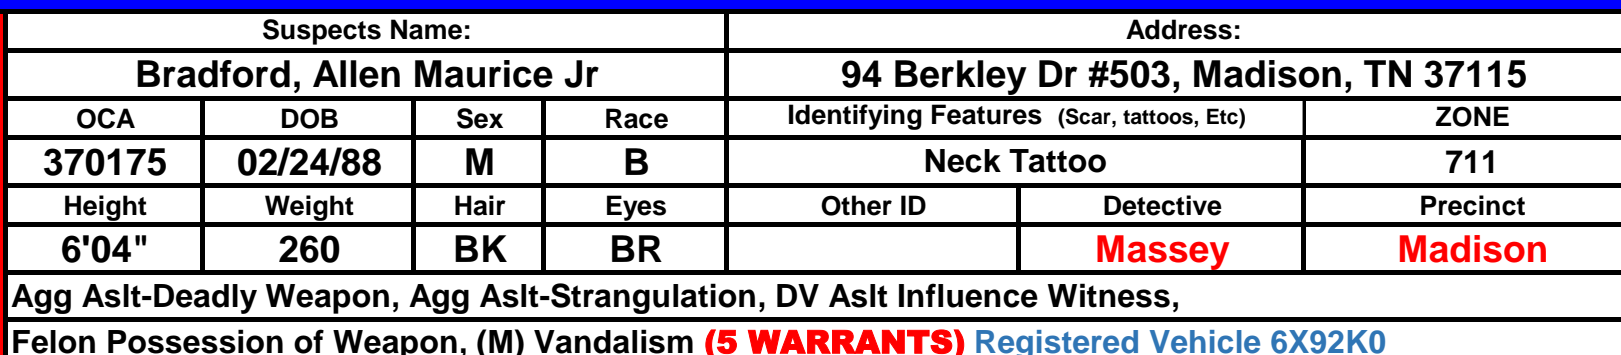 Suspects Name: Address:
Bradford, Allen Maurice Jr 94 Berkley Dr #503, Madison, TN 37115
OCA DOB Sex Race Identifying Features (Scar, tattoos, Etc) ZONE
370175 02/24/88 M B Neck Tattoo 711
Height Weight Hair Eyes Other ID Detective Precinct
6'04" 260 BK BR Massey Madison
Agg Aslt-Deadly Weapon, Agg Aslt-Strangulation, DV Aslt Influence Witness,
Felon Possession of Weapon, (M) Vandalism (5 WARRANTS) Registered Vehicle 6X92K0